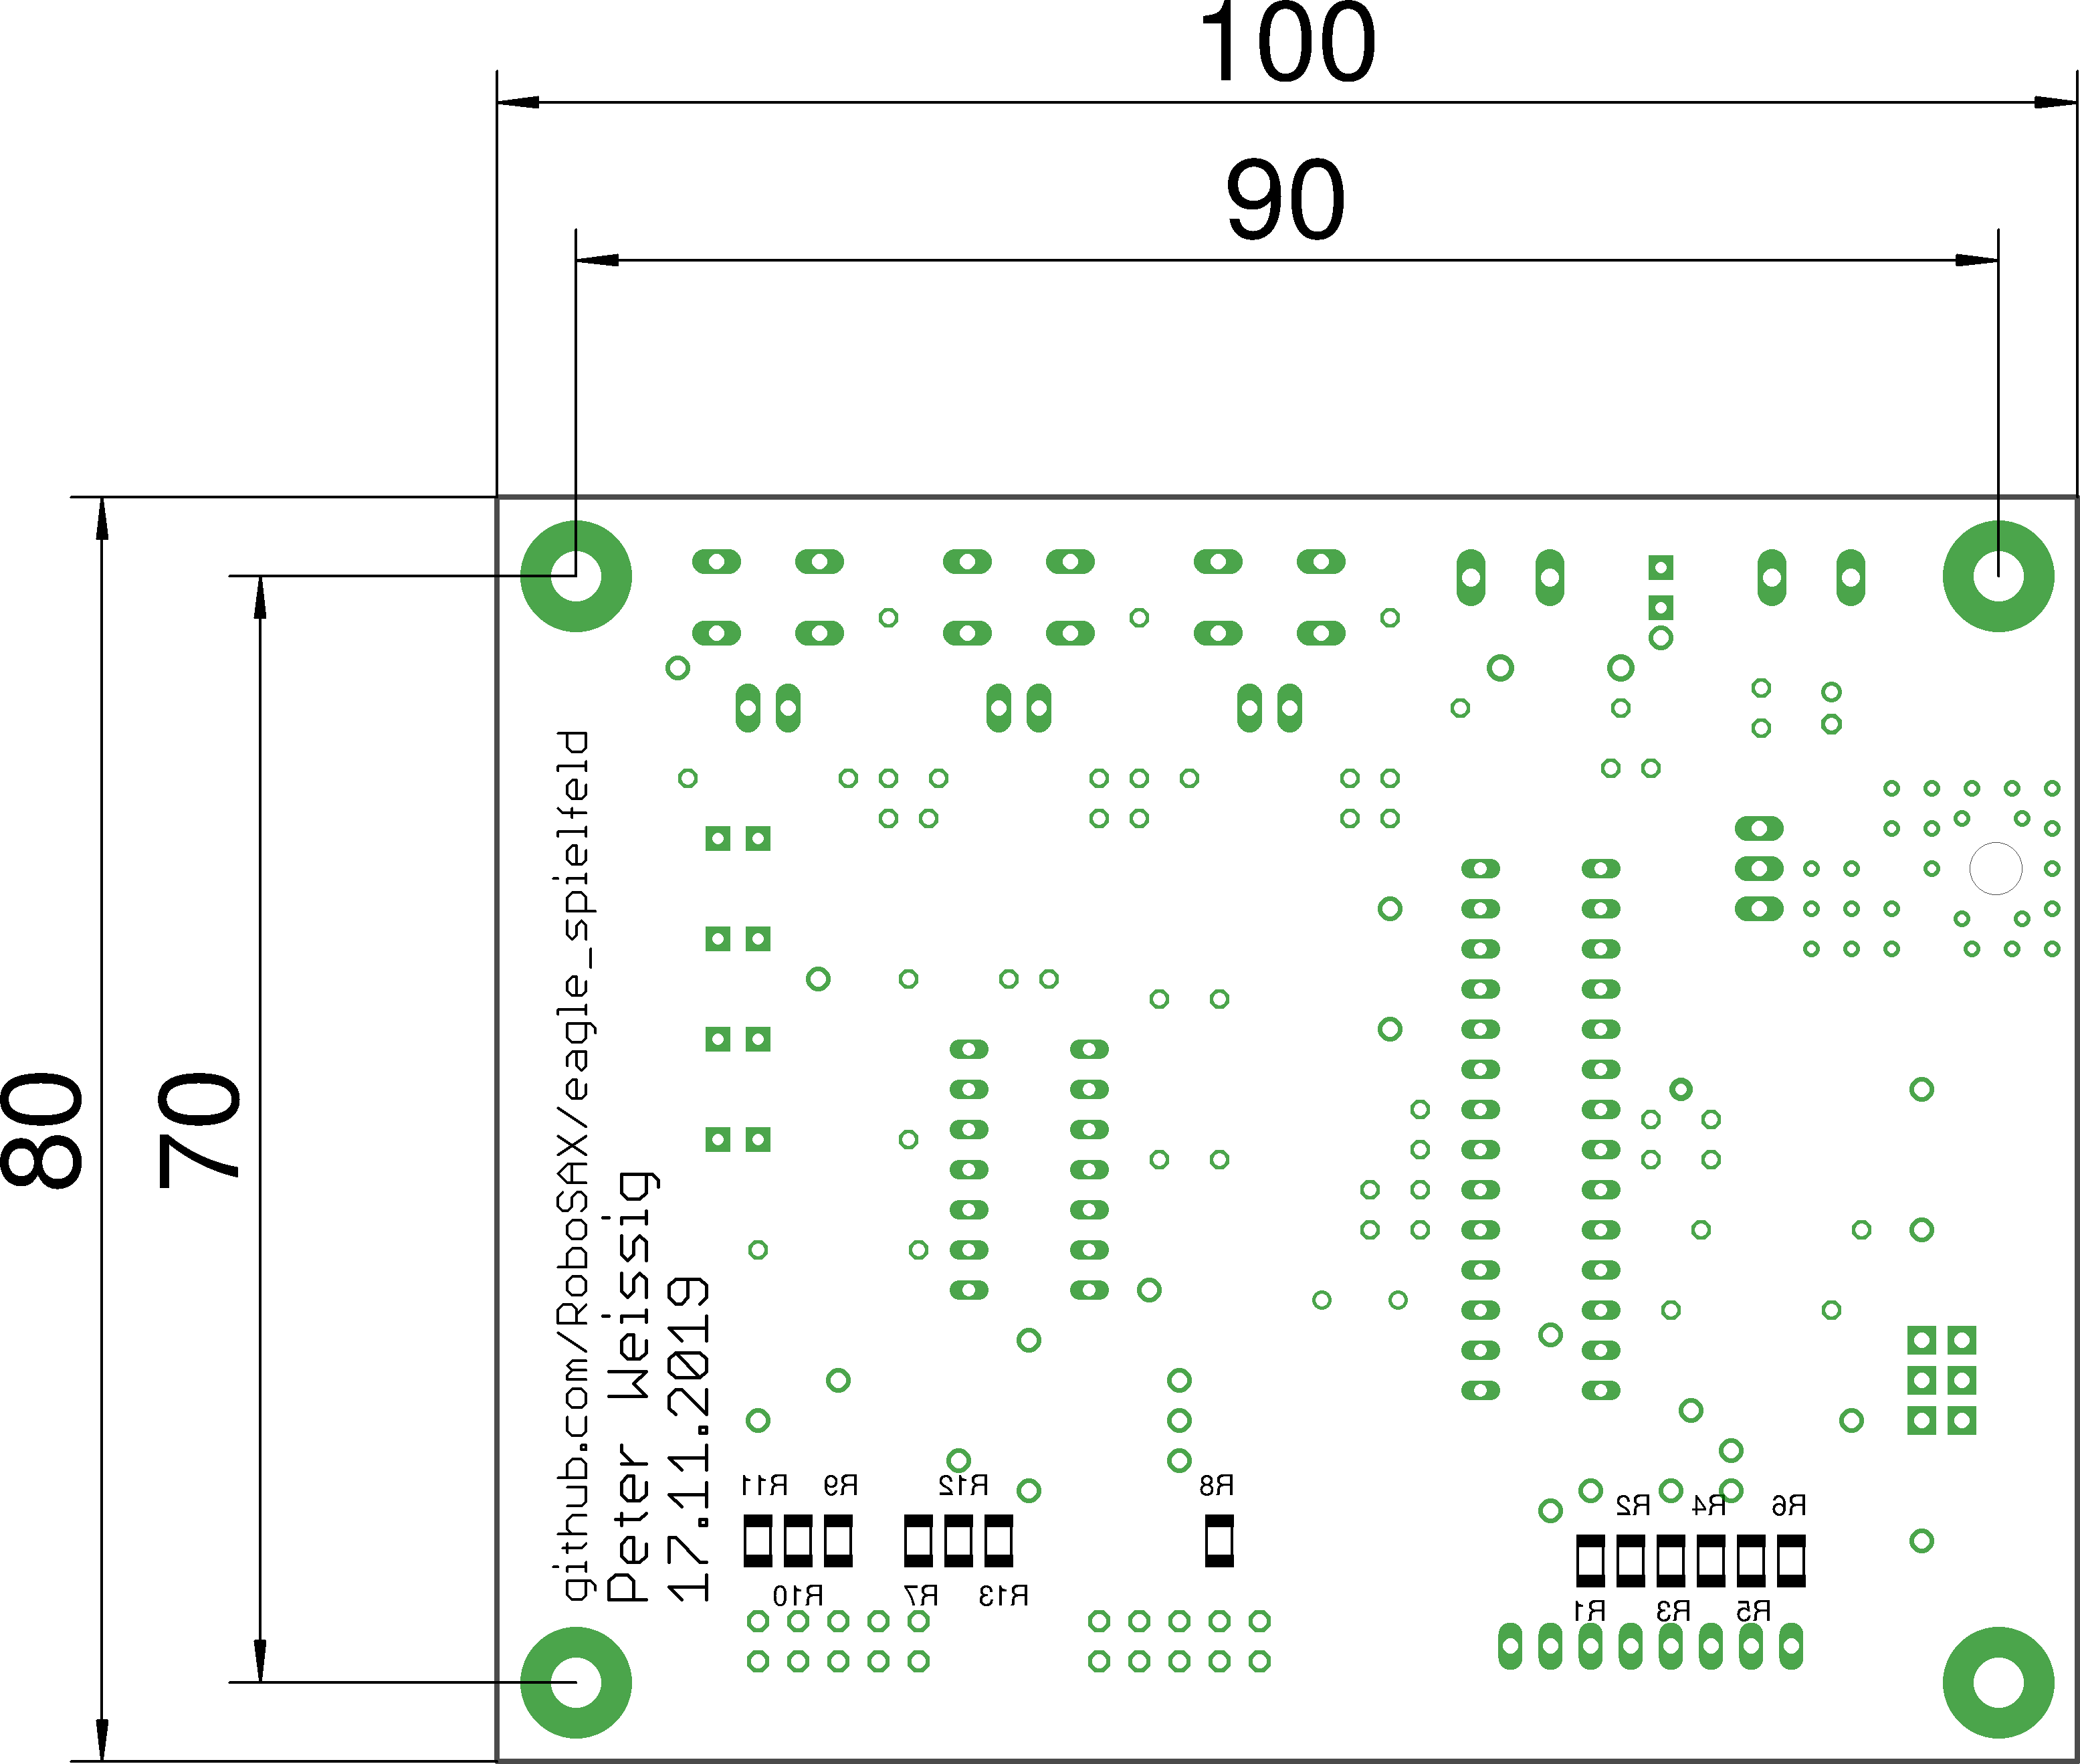 100
90
80
70
github.com/RoboSAX/eagle_spielfeld
Peter Weissig
17.11.2019
R11 R9 R12 R8
R10 R7 R13
R2 R4 R6
R1 R3 R5